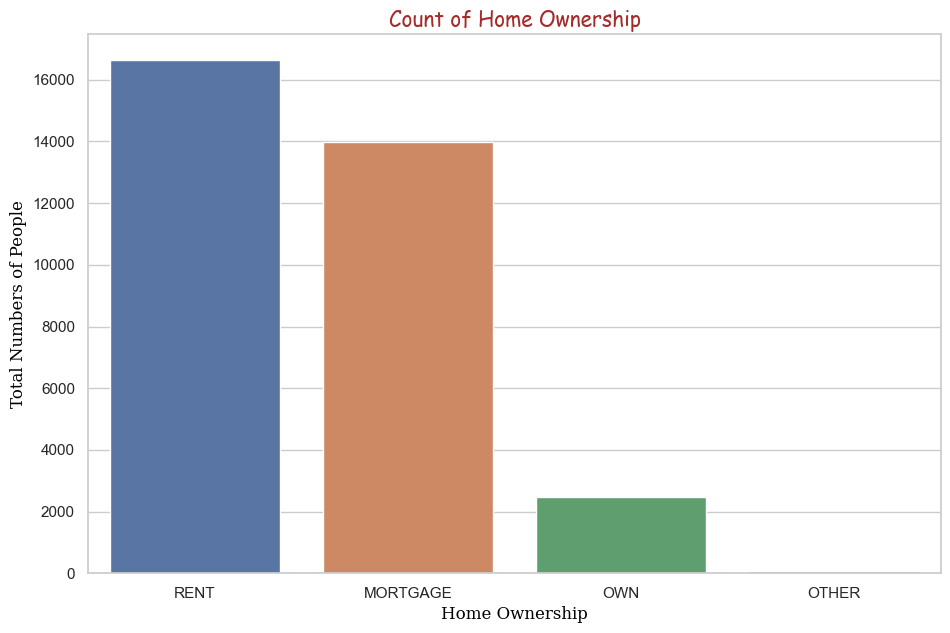 Count of Home Ownership
Total Numbers of People
16000
14000
12000
10000
8000
6000
4000
2000
0
RENT MORTGAGE OWN OTHER
Home Ownership